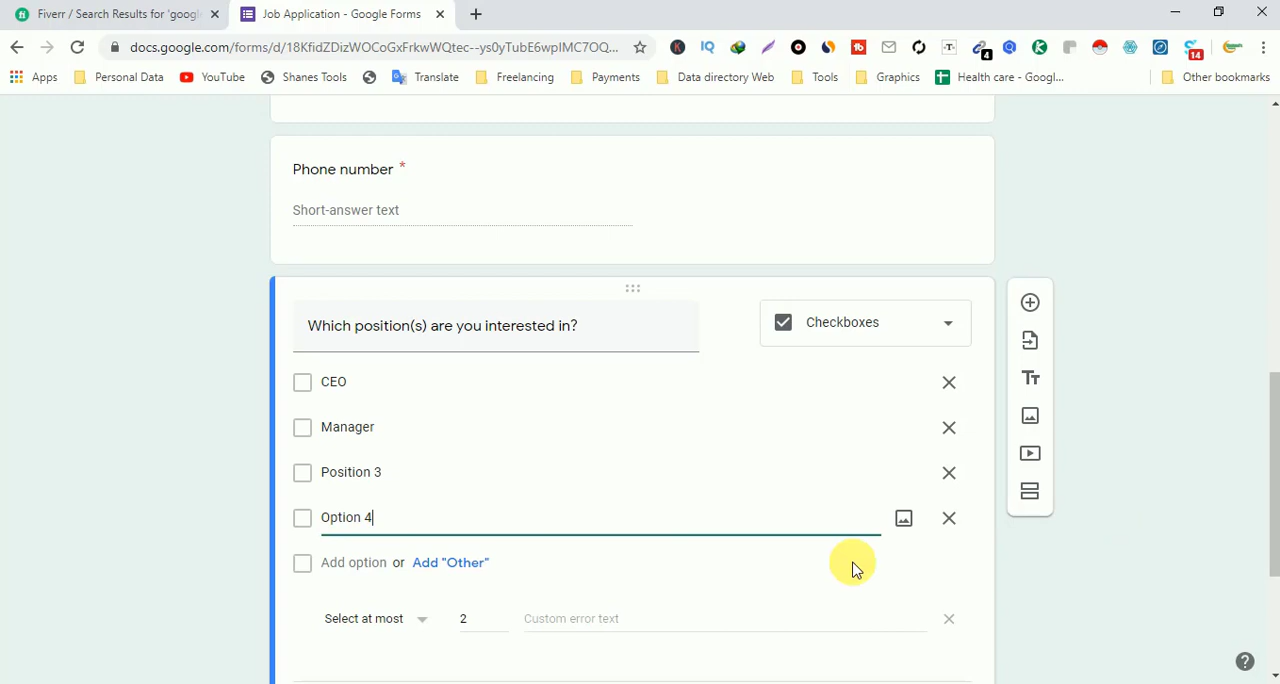 Fiverr / Search Results for 'googl
Job Application - Google Forms
docs.google.com/forms/d/18KfidZDizWOCoGxFrkwWQtec--ys0yTubE6wpIMC7OQ...
4
14
Apps
Personal Data
YouTube
Shanes Tools
Translate
Freelancing
Payments
Data directory Web
Tools
Graphics
Health care - Googl...
Other bookmarks
Phone number *
Short-answer text
Which position(s) are you interested in?
Checkboxes
CEO
Manager
Position 3
Option 4
Add option or Add "Other"
Select at most
2
Custom error text